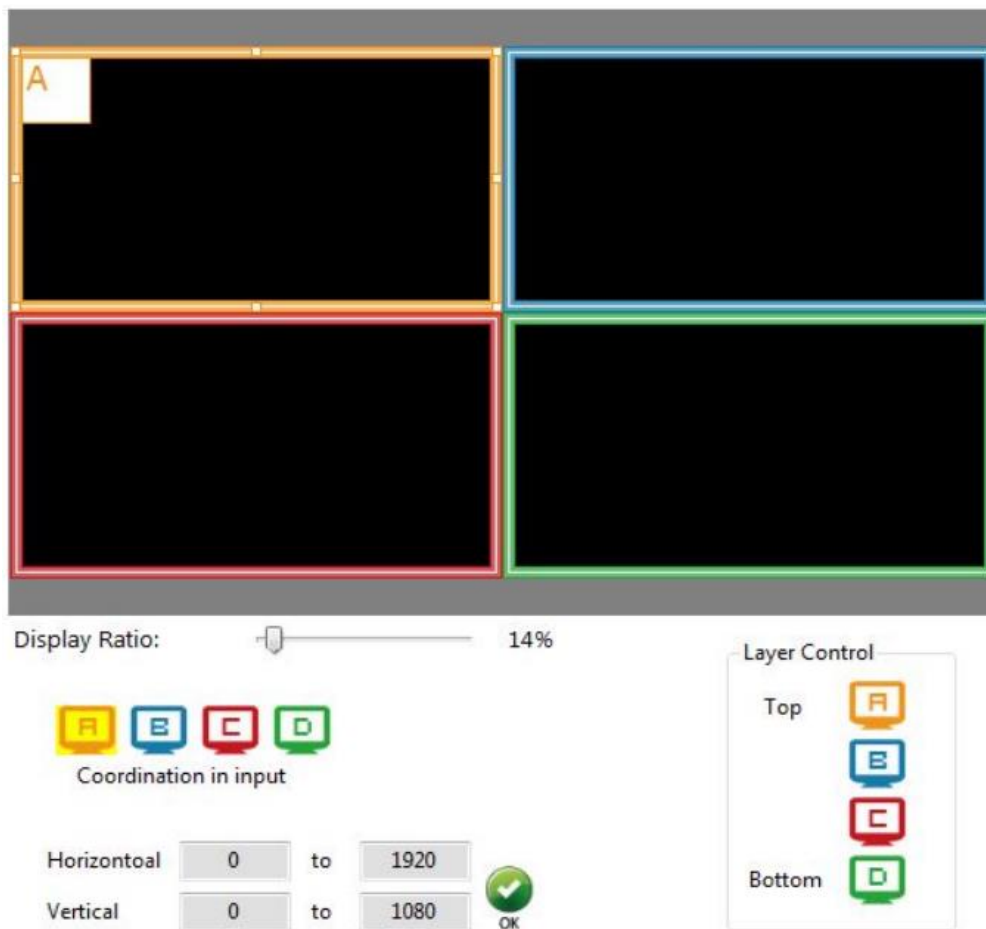 A
Display Ratio:
14%
Layer Control
Top
A
B
C
Bottom
D
A B C D
Coordination in input
Horizontoal 0 to 1920
Vertical 0 to 1080
OK